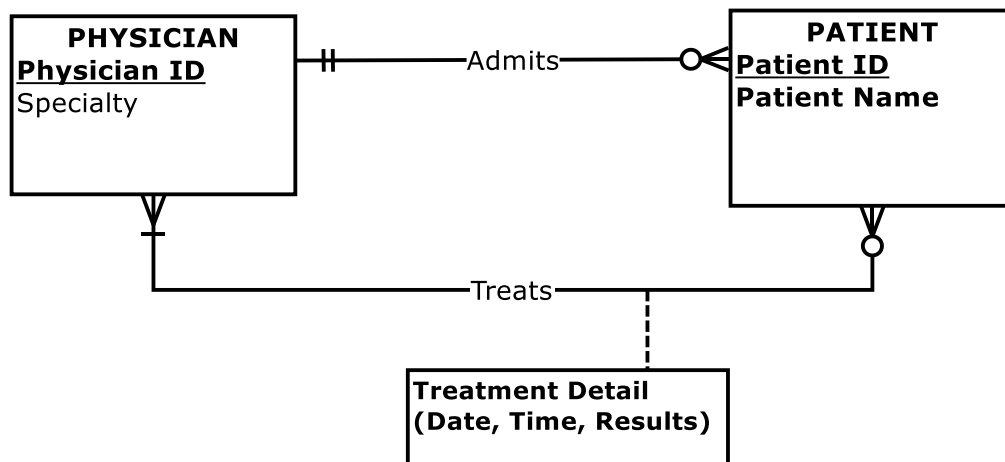 PHYSICIAN
Physician ID
Specialty
Admits
PATIENT
Patient ID
Patient Name
Treats
Treatment Detail
(Date, Time, Results)